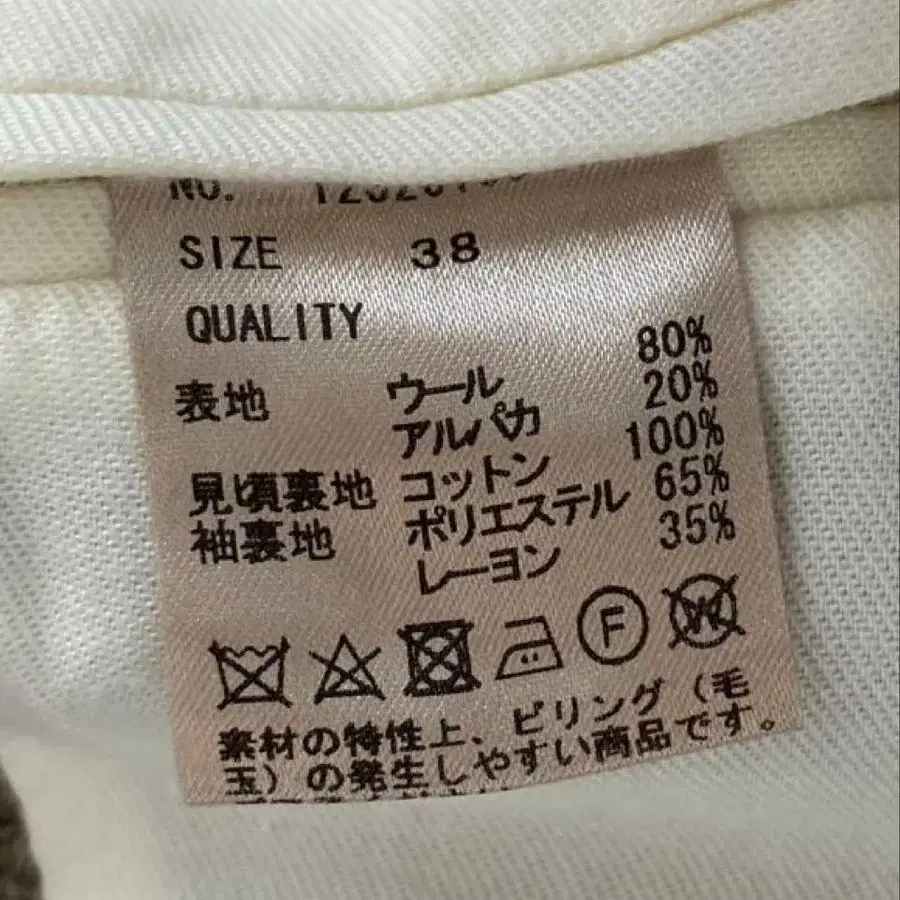 NO.
SIZE 38
QUALITY
表地 ウール 80%
アルパカ 20%
見頃裏地 コットン 100%
袖裏地 ポリエステル 65%
レーヨン 35%
F W
素材の特性上、ピリング(毛
玉)の発生しやすい商品です。